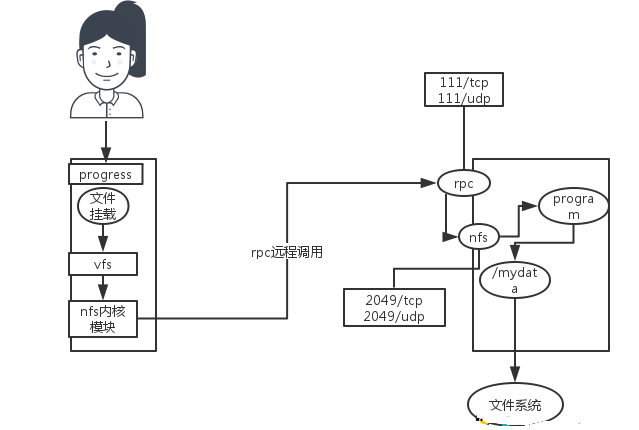 111/tcp
111/udp
progress
文件
挂载
rpc
progra
m
nfs
vfs
rpc远程调用
/mydat
a
nfs内核
模块
2049/tcp
2049/udp
文件系统